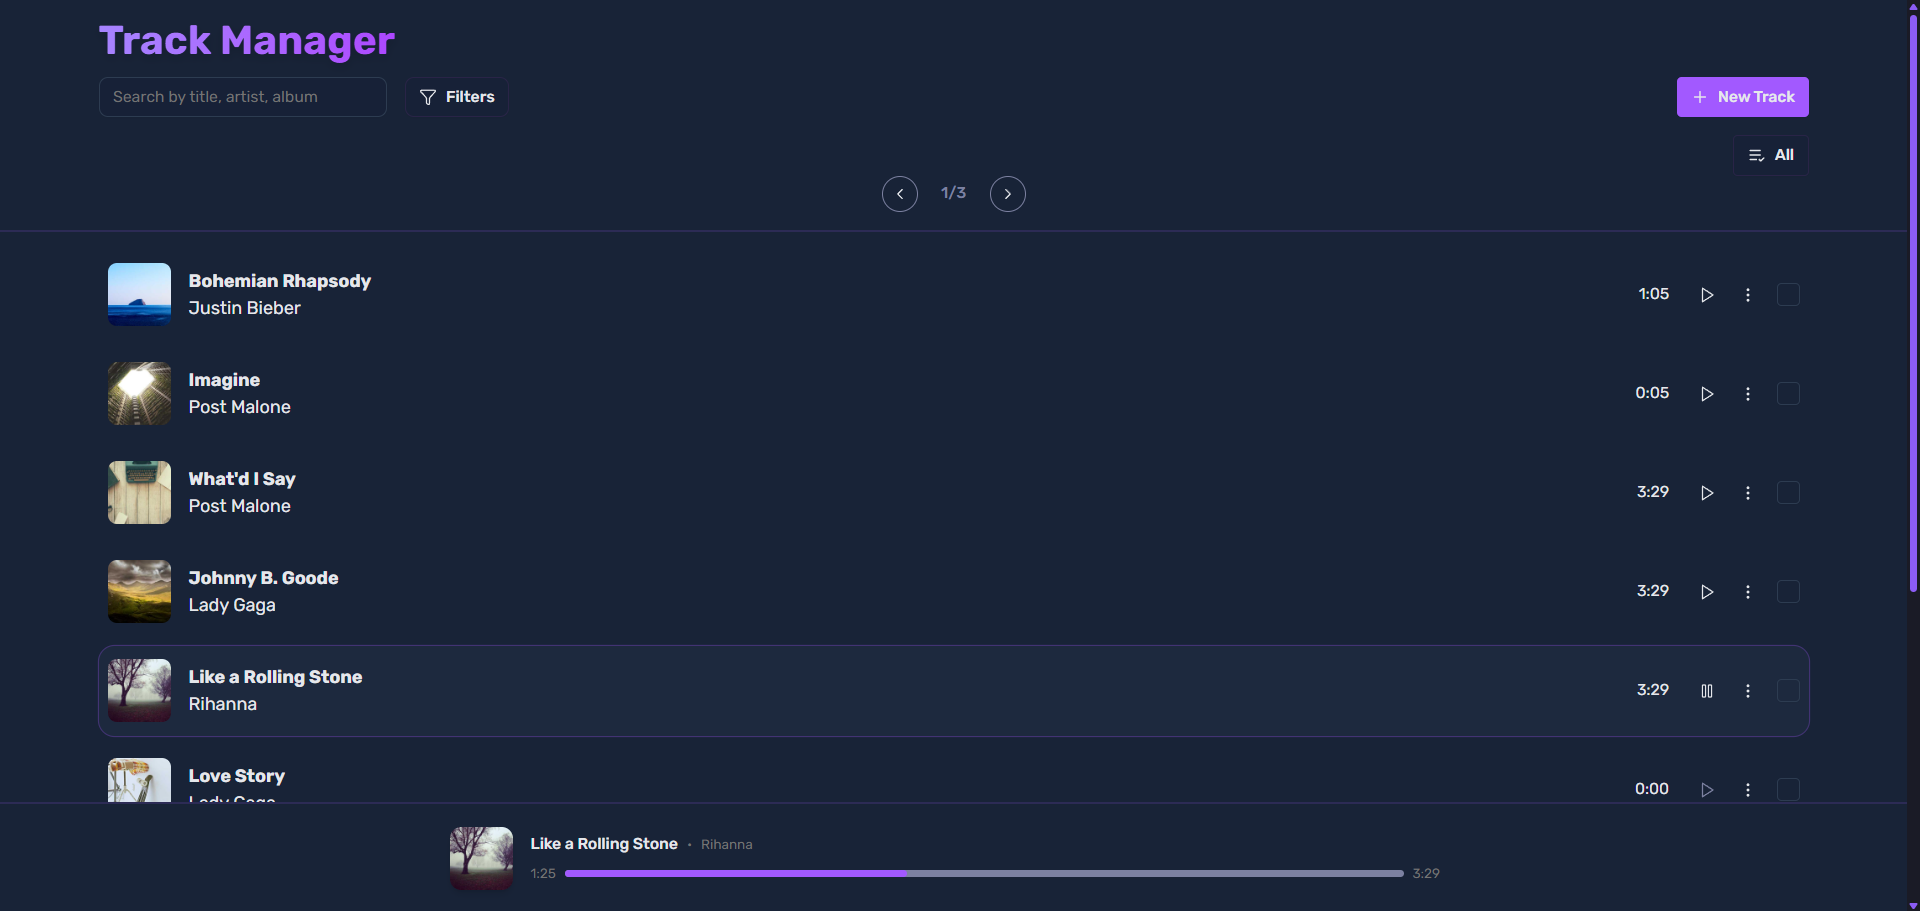 Track Manager
Search by title, artist, album
Filters
New Track
All
1/3
Bohemian Rhapsody
Justin Bieber
1:05
Imagine
Post Malone
0:05
What'd I Say
Post Malone
3:29
Johnny B. Goode
Lady Gaga
3:29
Like a Rolling Stone
Rihanna
3:29
Love Story
Lady Gaga
0:00
Like a Rolling Stone • Rihanna
1:25
3:29